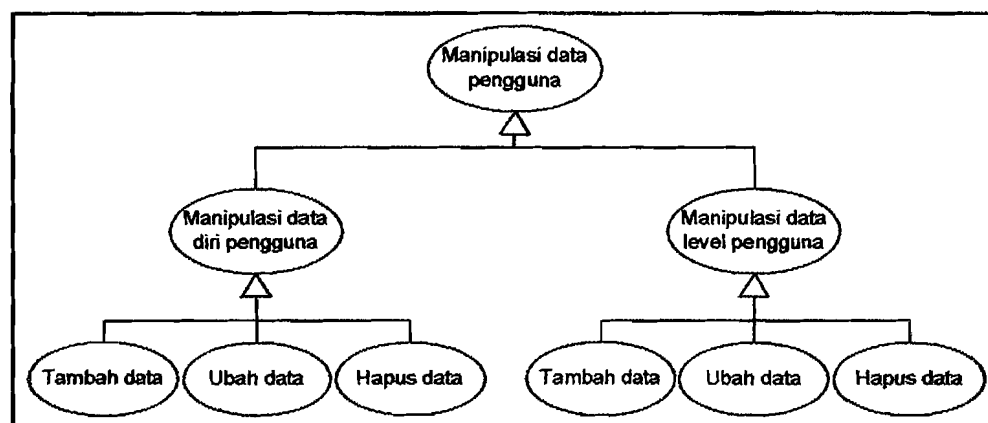 Manipulasi data
pengguna
Manipulasi data
diri pengguna
Manipulasi data
level pengguna
Tambah data
Ubah data
Hapus data
Tambah data
Ubah data
Hapus data